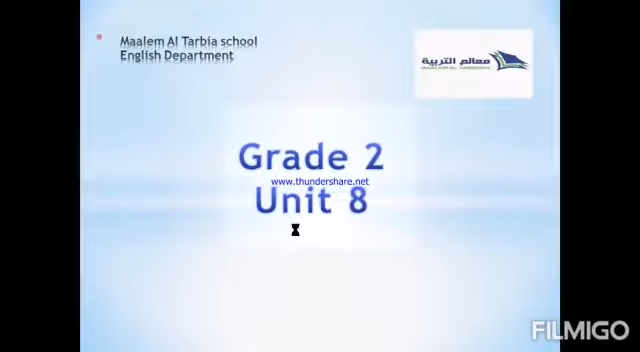 * Maalem Al Tarbia school
English Department
معالم التربية
Grade 2
www.thundershare.net
Unit 8
FILMIGO